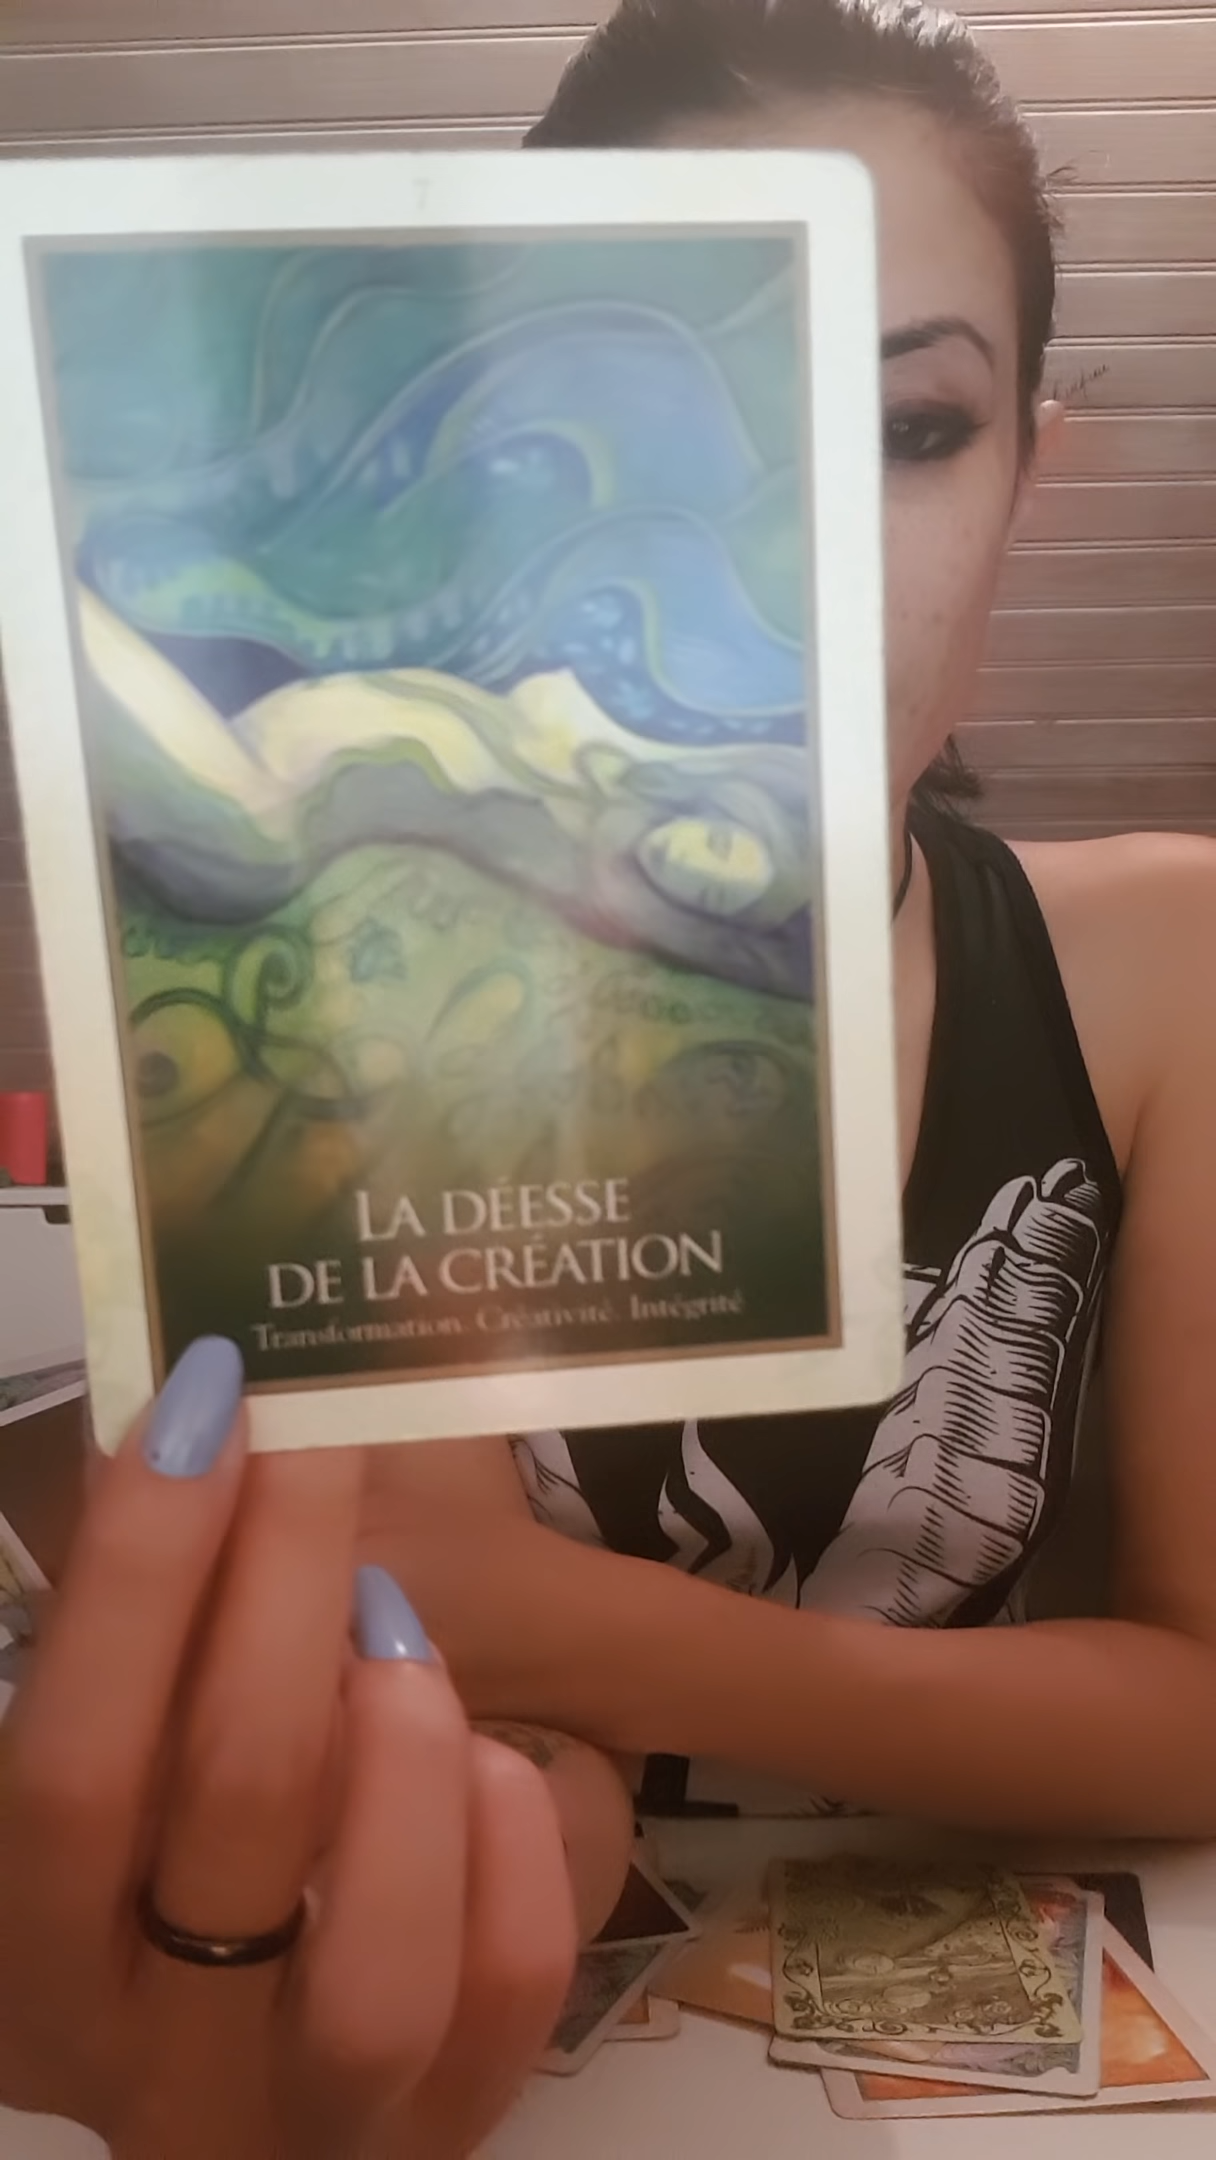 LA DÉESSE
DE LA CRÉATION
Transformation. Créativité. Intégrité